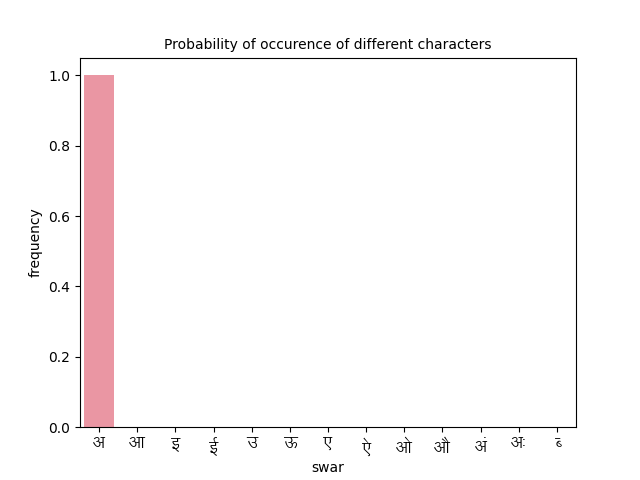 Probability of occurence of different characters
1.0
0.8
0.6
0.4
0.2
0.0
frequency
अ आ इ ई उ ऊ ए ऐ ओ औ अं अः
swar